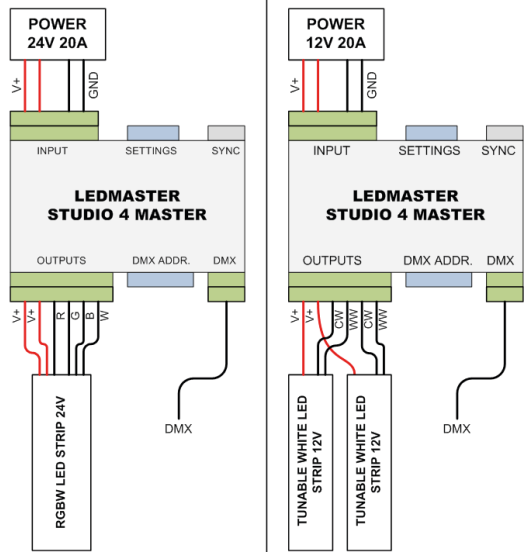 POWER
24V 20A
V+
GND
INPUT
SETTINGS
SYNC
LEDMASTER
STUDIO 4 MASTER
OUTPUTS
DMX ADDR.
DMX
V+
V+
R
G
B
W
RGBW LED STRIP 24V
DMX
POWER
12V 20A
V+
GND
INPUT
SETTINGS
SYNC
LEDMASTER
STUDIO 4 MASTER
OUTPUTS
DMX ADDR.
DMX
V+
V+
CW
WW
CW
WW
TUNABLE WHITE LED
STRIP 12V
TUNABLE WHITE LED
STRIP 12V
DMX